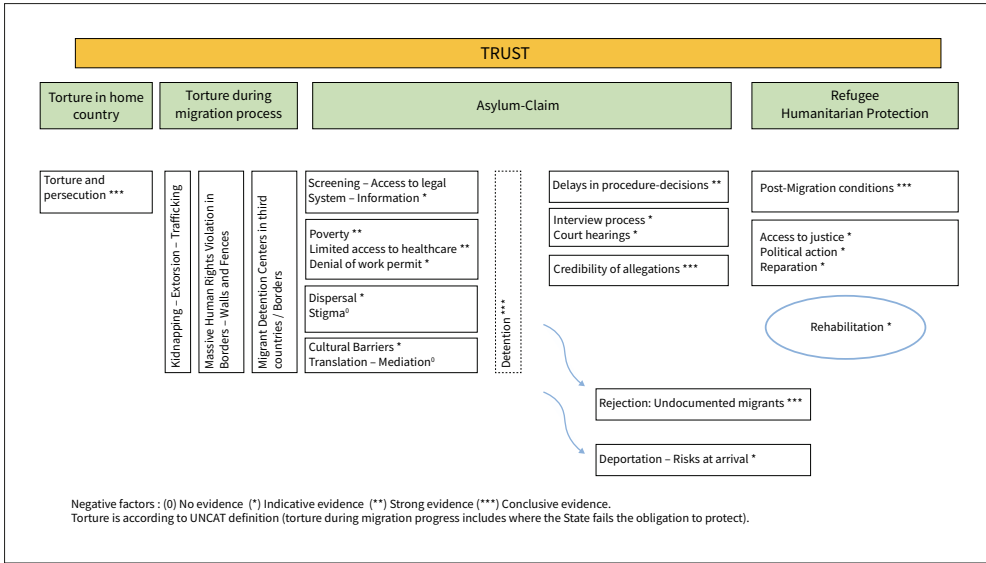 TRUST
Torture in home
country
Torture during
migration process
Asylum-Claim
Refugee
Humanitarian Protection
Torture and
persecution ***
Kidnapping – Extorsion – Trafficking
Massive Human Rights Violation in
Borders – Walls and Fences
Migrant Detention Centers in third
countries / Borders
Screening – Access to legal
System – Information *
Poverty **
Limited access to healthcare **
Denial of work permit *
Dispersal *
Stigma⁰
Cultural Barriers *
Translation – Mediation⁰
Detention ***
Delays in procedure-decisions **
Interview process *
Court hearings *
Credibility of allegations ***
Rejection: Undocumented migrants ***
Deportation – Risks at arrival *
Post-Migration conditions ***
Access to justice *
Political action *
Reparation *
Rehabilitation *
Negative factors : (0) No evidence (*) Indicative evidence (**) Strong evidence (***) Conclusive evidence.
Torture is according to UNCAT definition (torture during migration progress includes where the State fails the obligation to protect).